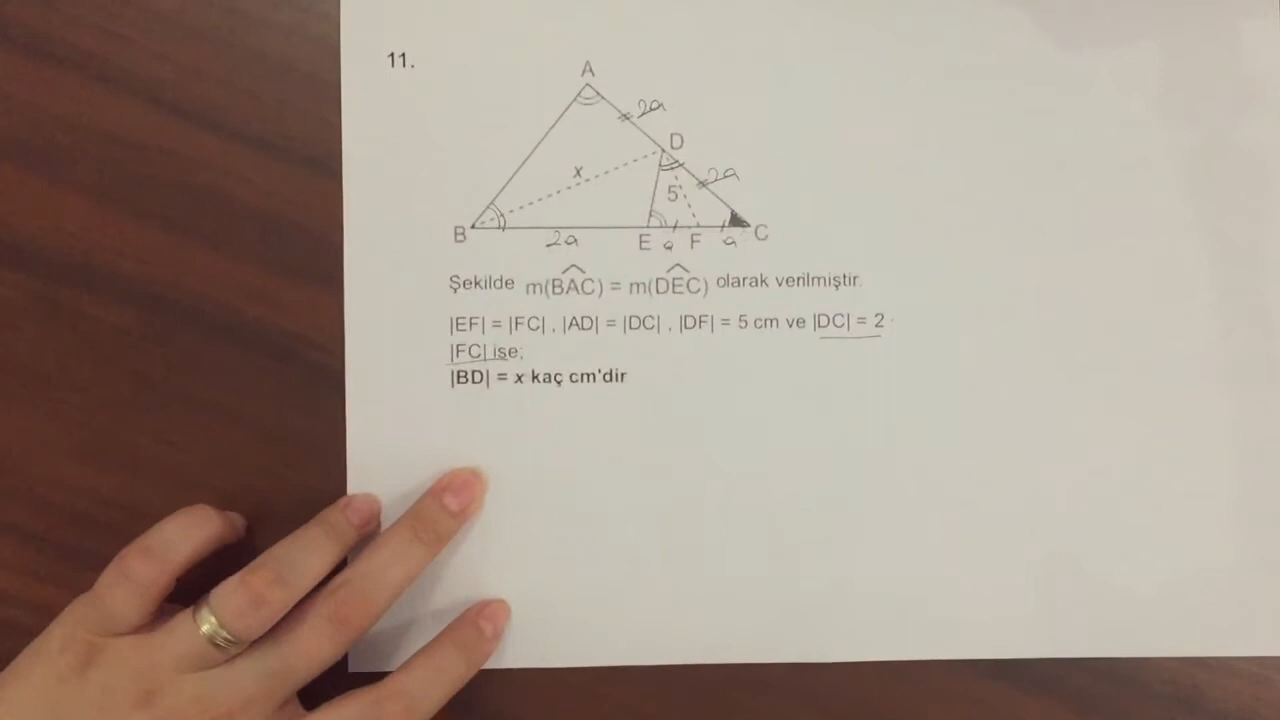 11.
A
2a
D
x
2a
5
B
2a
E
a
F
a
C
Şekilde m(BAC) = m(DEC) olarak verilmiştir.
|EF| = |FC| , |AD| = |DC| , |DF| = 5 cm ve |DC| = 2
|FC| ise;
|BD| = x kaç cm'dir